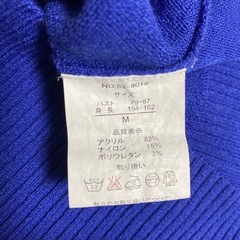 NO.55-9018
サイズ
バスト 79-87
身長 154-162
M
品質表示
アクリル 82%
ナイロン 15%
ポリウレタン 3%
取り扱い